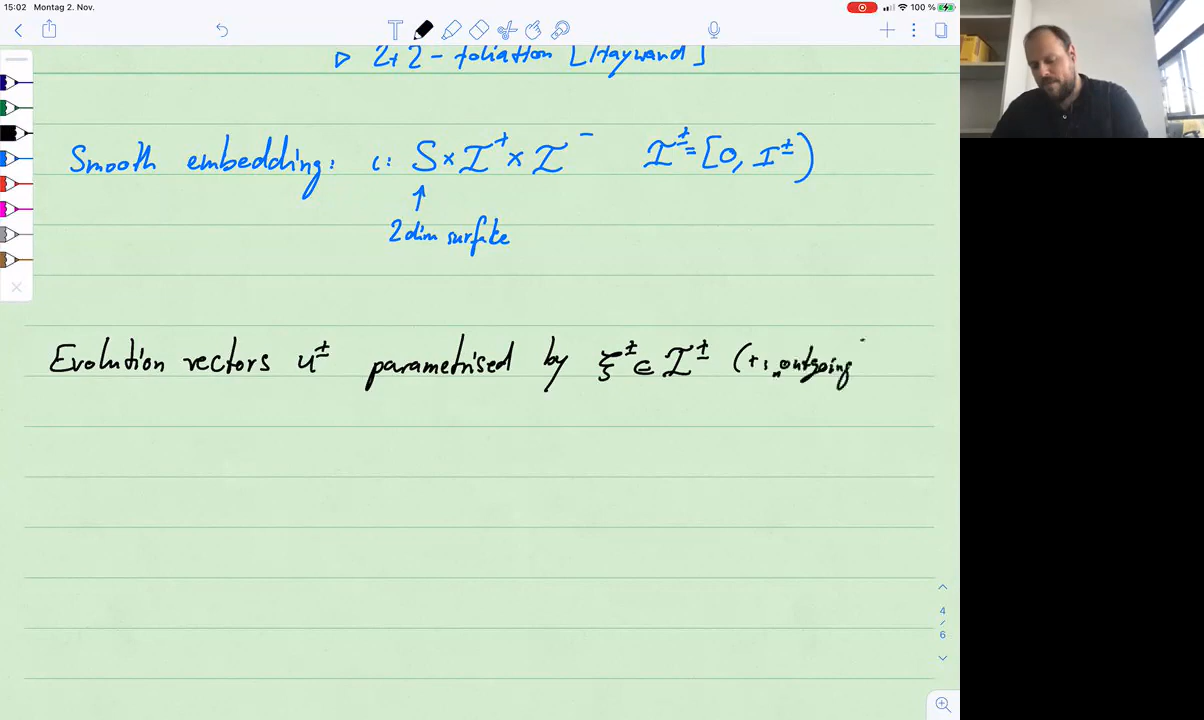 15:02 Montag 2. Nov. 100 %
▷ 2+2-foliation [Hayward]
Smooth embedding: ι: S × I⁺ × I⁻ I^± = [0, I^±)
↑
2 dim surface
Evolution vectors u^± parametrised by ξ^± ∈ I^± (+: "outgoing"
4
/
6